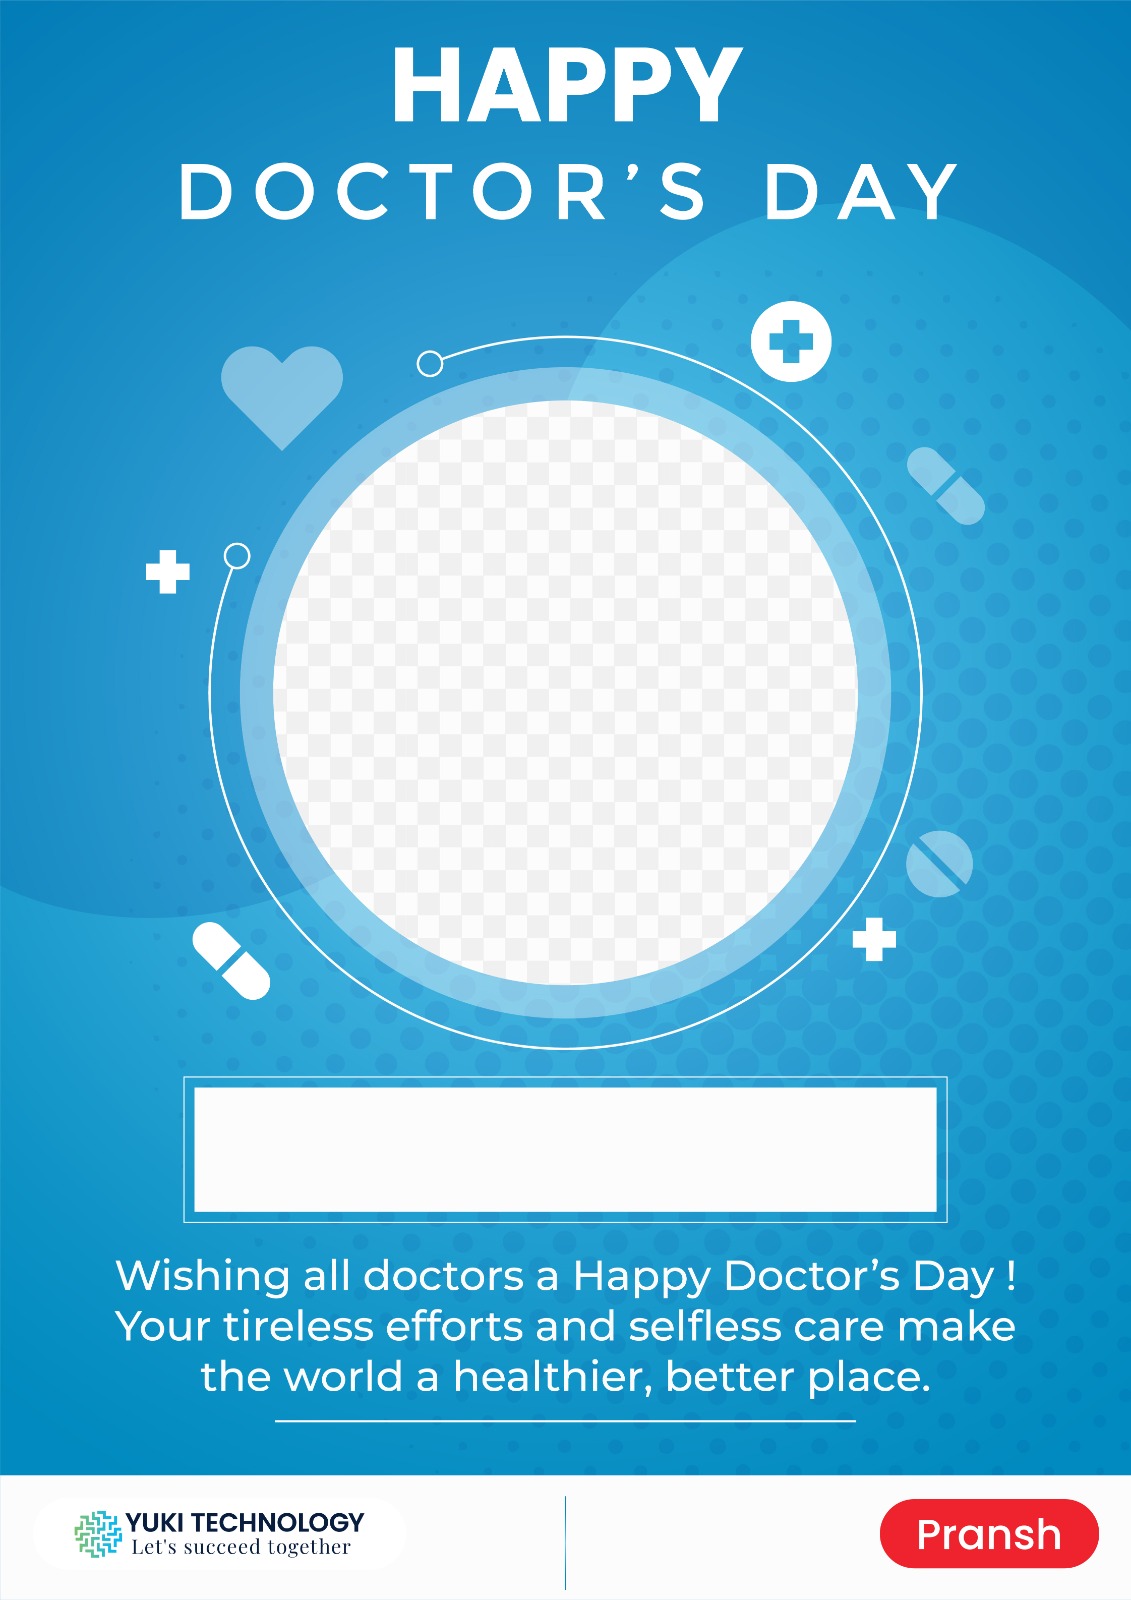 HAPPY
DOCTOR’S DAY
Wishing all doctors a Happy Doctor’s Day !
Your tireless efforts and selfless care make
the world a healthier, better place.
YUKI TECHNOLOGY
Let's succeed together
Pransh